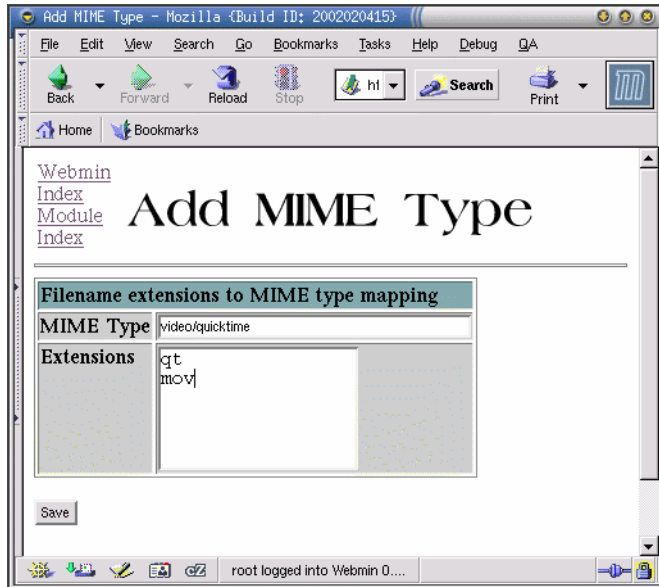 Add MIME Type - Mozilla {Build ID: 2002020415}
File Edit View Search Go Bookmarks Tasks Help Debug QA
Back Forward Reload Stop ht Search Print
Home Bookmarks
Webmin
Index
Module
Index
Add MIME Type
Filename extensions to MIME type mapping
MIME Type video/quicktime
Extensions qt
mov
Save
root logged into Webmin 0....